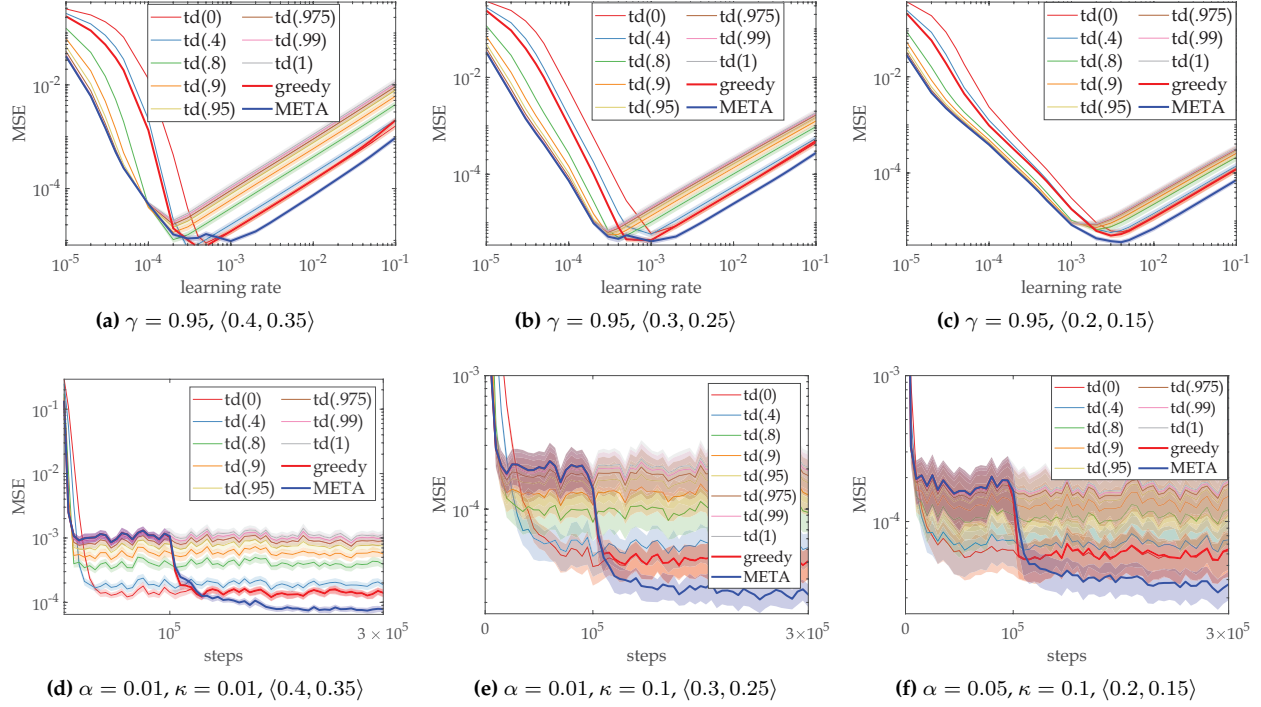 td(0)
td(.4)
td(.8)
td(.9)
td(.95)
td(.975)
td(.99)
td(1)
greedy
META
MSE
10^-2
10^-4
10^-5
10^-4
10^-3
10^-2
10^-1
learning rate
(a) γ = 0.95, ⟨0.4, 0.35⟩
td(0)
td(.4)
td(.8)
td(.9)
td(.95)
td(.975)
td(.99)
td(1)
greedy
META
MSE
10^-2
10^-4
10^-5
10^-4
10^-3
10^-2
10^-1
learning rate
(b) γ = 0.95, ⟨0.3, 0.25⟩
td(0)
td(.4)
td(.8)
td(.9)
td(.95)
td(.975)
td(.99)
td(1)
greedy
META
MSE
10^-2
10^-4
10^-5
10^-4
10^-3
10^-2
10^-1
learning rate
(c) γ = 0.95, ⟨0.2, 0.15⟩
td(0)
td(.4)
td(.8)
td(.9)
td(.95)
td(.975)
td(.99)
td(1)
greedy
META
MSE
10^-1
10^-2
10^-3
10^-4
10^5
3 × 10^5
steps
(d) α = 0.01, κ = 0.01, ⟨0.4, 0.35⟩
td(0)
td(.4)
td(.8)
td(.9)
td(.95)
td(.975)
td(.99)
td(1)
greedy
META
MSE
10^-3
10^-4
0
10^5
3×10^5
steps
(e) α = 0.01, κ = 0.1, ⟨0.3, 0.25⟩
td(0)
td(.4)
td(.8)
td(.9)
td(.95)
td(.975)
td(.99)
td(1)
greedy
META
MSE
10^-3
10^-4
0
10^5
3×10^5
steps
(f) α = 0.05, κ = 0.1, ⟨0.2, 0.15⟩